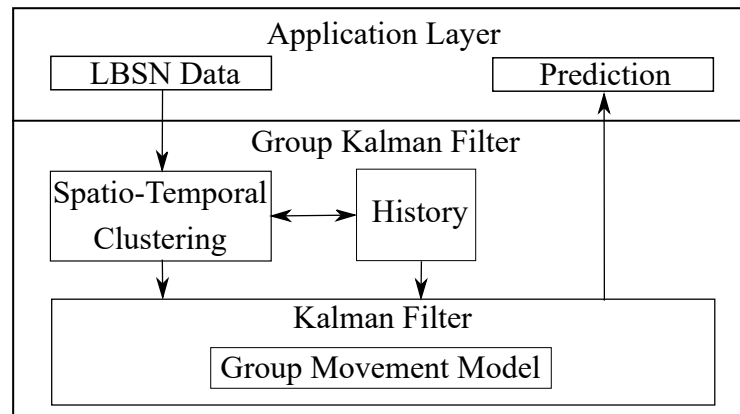 Application Layer
LBSN Data
Prediction
Group Kalman Filter
Spatio-Temporal
Clustering
History
Kalman Filter
Group Movement Model